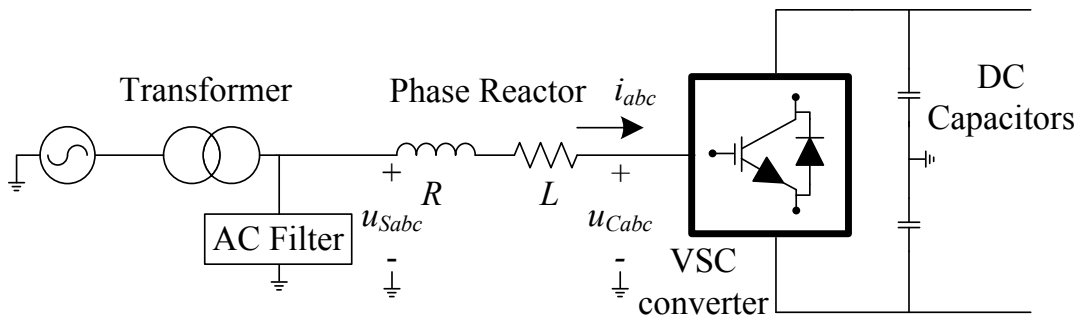 Transformer
Phase Reactor
i_abc
DC
Capacitors
+
R
L
+
u_Sabc
u_Cabc
AC Filter
-
-
VSC
converter